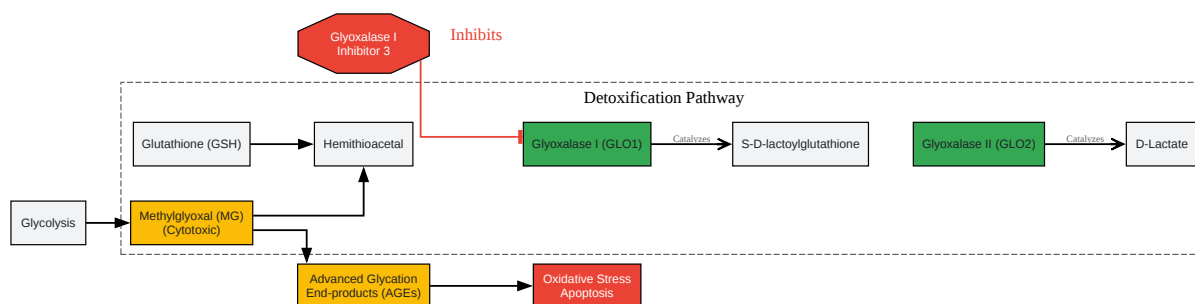 Glyoxalase I
Inhibitor 3
Inhibits
Detoxification Pathway
Glutathione (GSH)
Hemithioacetal
Glyoxalase I (GLO1)
Catalyzes
S-D-lactoylglutathione
Glyoxalase II (GLO2)
Catalyzes
D-Lactate
Glycolysis
Methylglyoxal (MG)
(Cytotoxic)
Advanced Glycation
End-products (AGEs)
Oxidative Stress
Apoptosis